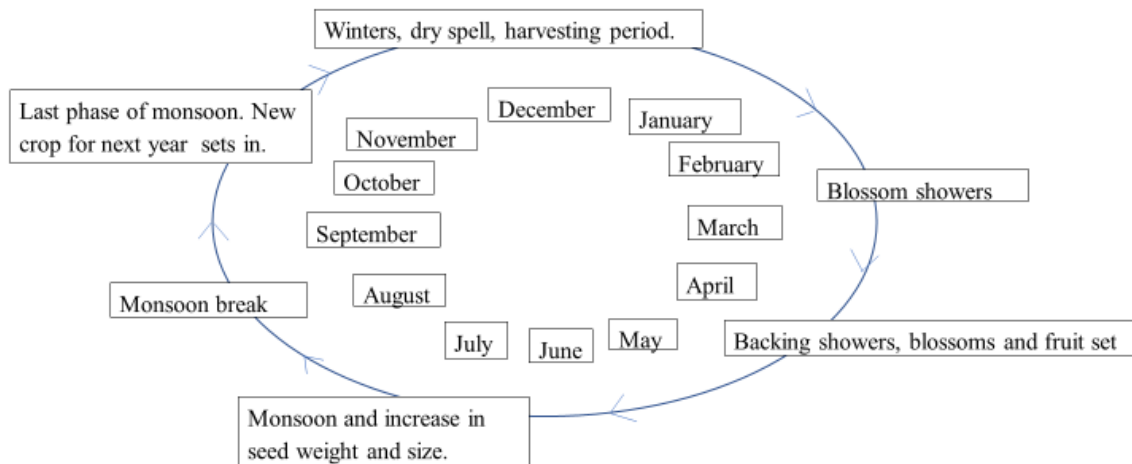 Winters, dry spell, harvesting period.
Last phase of monsoon. New
crop for next year sets in.
December
January
November
February
October
Blossom showers
September
March
August
April
Monsoon break
July
June
May
Backing showers, blossoms and fruit set
Monsoon and increase in
seed weight and size.